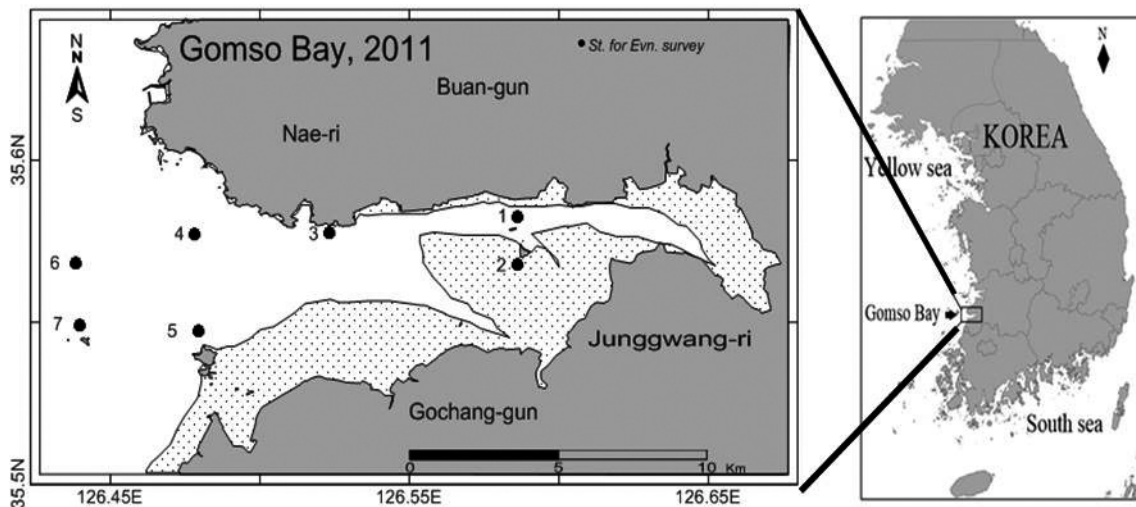 Gomso Bay, 2011
St. for Evn. survey
N
N
S
Buan-gun
Nae-ri
35.6N
1
2
3
4
5
6
7
Junggwang-ri
Gochang-gun
0
5
10
Km
35.5N
126.45E
126.55E
126.65E
N
KOREA
Yellow sea
Gomso Bay
South sea